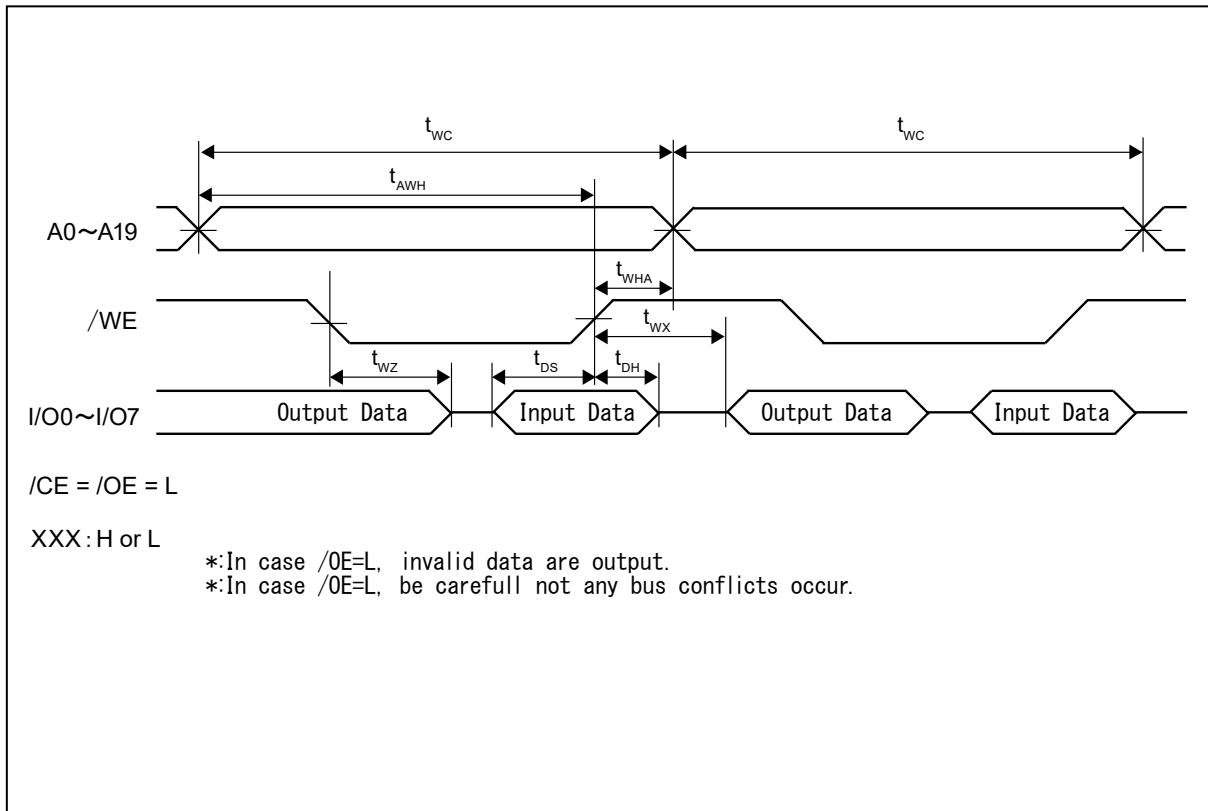 tWC tWC
tAWH
A0～A19
tWHA
/WE
tWX
tWZ tDS tDH
I/O0～I/O7 Output Data Input Data Output Data Input Data
/CE = /OE = L
XXX : H or L
*:In case /OE=L, invalid data are output.
*:In case /OE=L, be carefull not any bus conflicts occur.